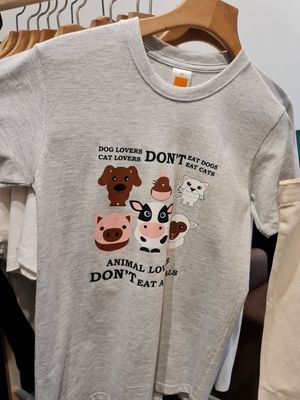 DOG LOVERS DON'T EAT DOGS
CAT LOVERS EAT CATS
ANIMAL
DON'T EAT